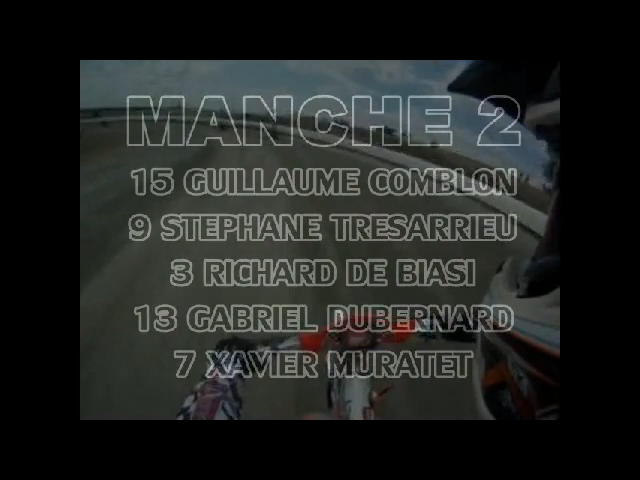 MANCHE 2
15 GUILLAUME COMBLON
9 STEPHANE TRESARRIEU
3 RICHARD DE BIASI
13 GABRIEL DUBERNARD
7 XAVIER MURATET